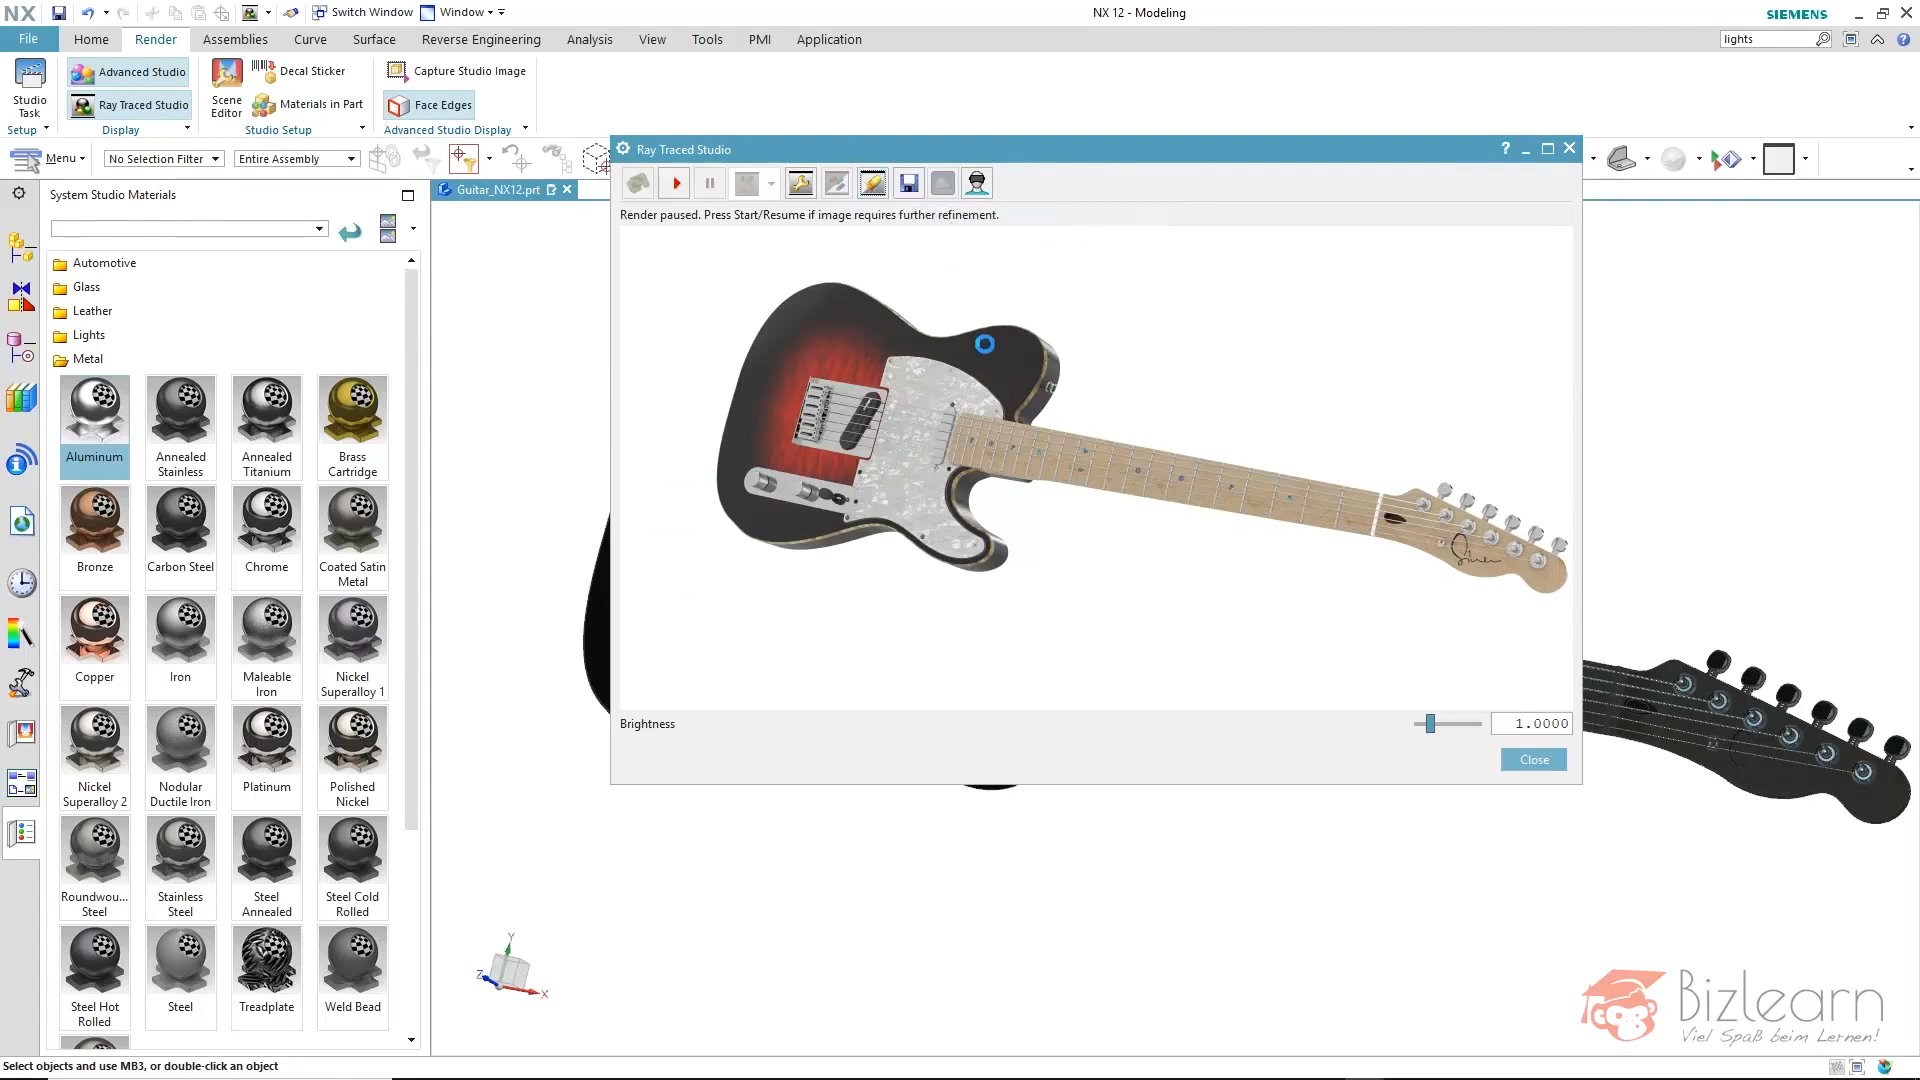 NX
Switch Window
Window
NX 12 - Modeling
SIEMENS
File
Home
Render
Assemblies
Curve
Surface
Reverse Engineering
Analysis
View
Tools
PMI
Application
lights
Studio
Task
Advanced Studio
Ray Traced Studio
Scene
Editor
Decal Sticker
Materials in Part
Capture Studio Image
Face Edges
Setup
Display
Studio Setup
Advanced Studio Display
Menu
No Selection Filter
Entire Assembly
Ray Traced Studio
System Studio Materials
Guitar_NX12.prt
Render paused. Press Start/Resume if image requires further refinement.
Automotive
Glass
Leather
Lights
Metal
Aluminum
Annealed
Stainless
Annealed
Titanium
Brass
Cartridge
Bronze
Carbon Steel
Chrome
Coated Satin
Metal
Copper
Iron
Maleable
Iron
Nickel
Superalloy 1
Nickel
Superalloy 2
Nodular
Ductile Iron
Platinum
Polished
Nickel
Brightness
1.0000
Close
Roundwou...
Steel
Stainless
Steel
Steel
Annealed
Steel Cold
Rolled
Steel Hot
Rolled
Steel
Treadplate
Weld Bead
Y
Z
X
Bizlearn
Viel Spaß beim Lernen!
Select objects and use MB3, or double-click an object